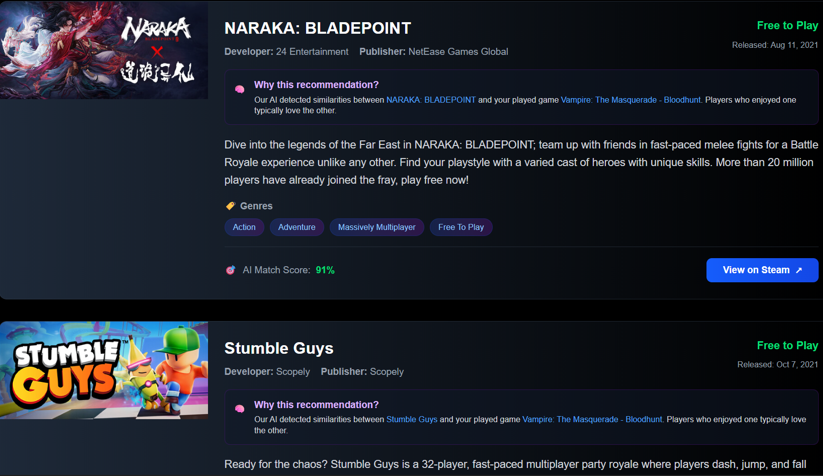 NARAKA
BLADEPOINT
X
道诡异仙
NARAKA: BLADEPOINT
Free to Play
Developer: 24 Entertainment Publisher: NetEase Games Global
Released: Aug 11, 2021
Why this recommendation?
Our AI detected similarities between NARAKA: BLADEPOINT and your played game Vampire: The Masquerade - Bloodhunt. Players who enjoyed one
typically love the other.
Dive into the legends of the Far East in NARAKA: BLADEPOINT; team up with friends in fast-paced melee fights for a Battle
Royale experience unlike any other. Find your playstyle with a varied cast of heroes with unique skills. More than 20 million
players have already joined the fray, play free now!
Genres
Action Adventure Massively Multiplayer Free To Play
AI Match Score: 91%
View on Steam ↗
STUMBLE
GUYS
Stumble Guys
Free to Play
Developer: Scopely Publisher: Scopely
Released: Oct 7, 2021
Why this recommendation?
Our AI detected similarities between Stumble Guys and your played game Vampire: The Masquerade - Bloodhunt. Players who enjoyed one typically love
the other.
Ready for the chaos? Stumble Guys is a 32-player, fast-paced multiplayer party royale where players dash, jump, and fall